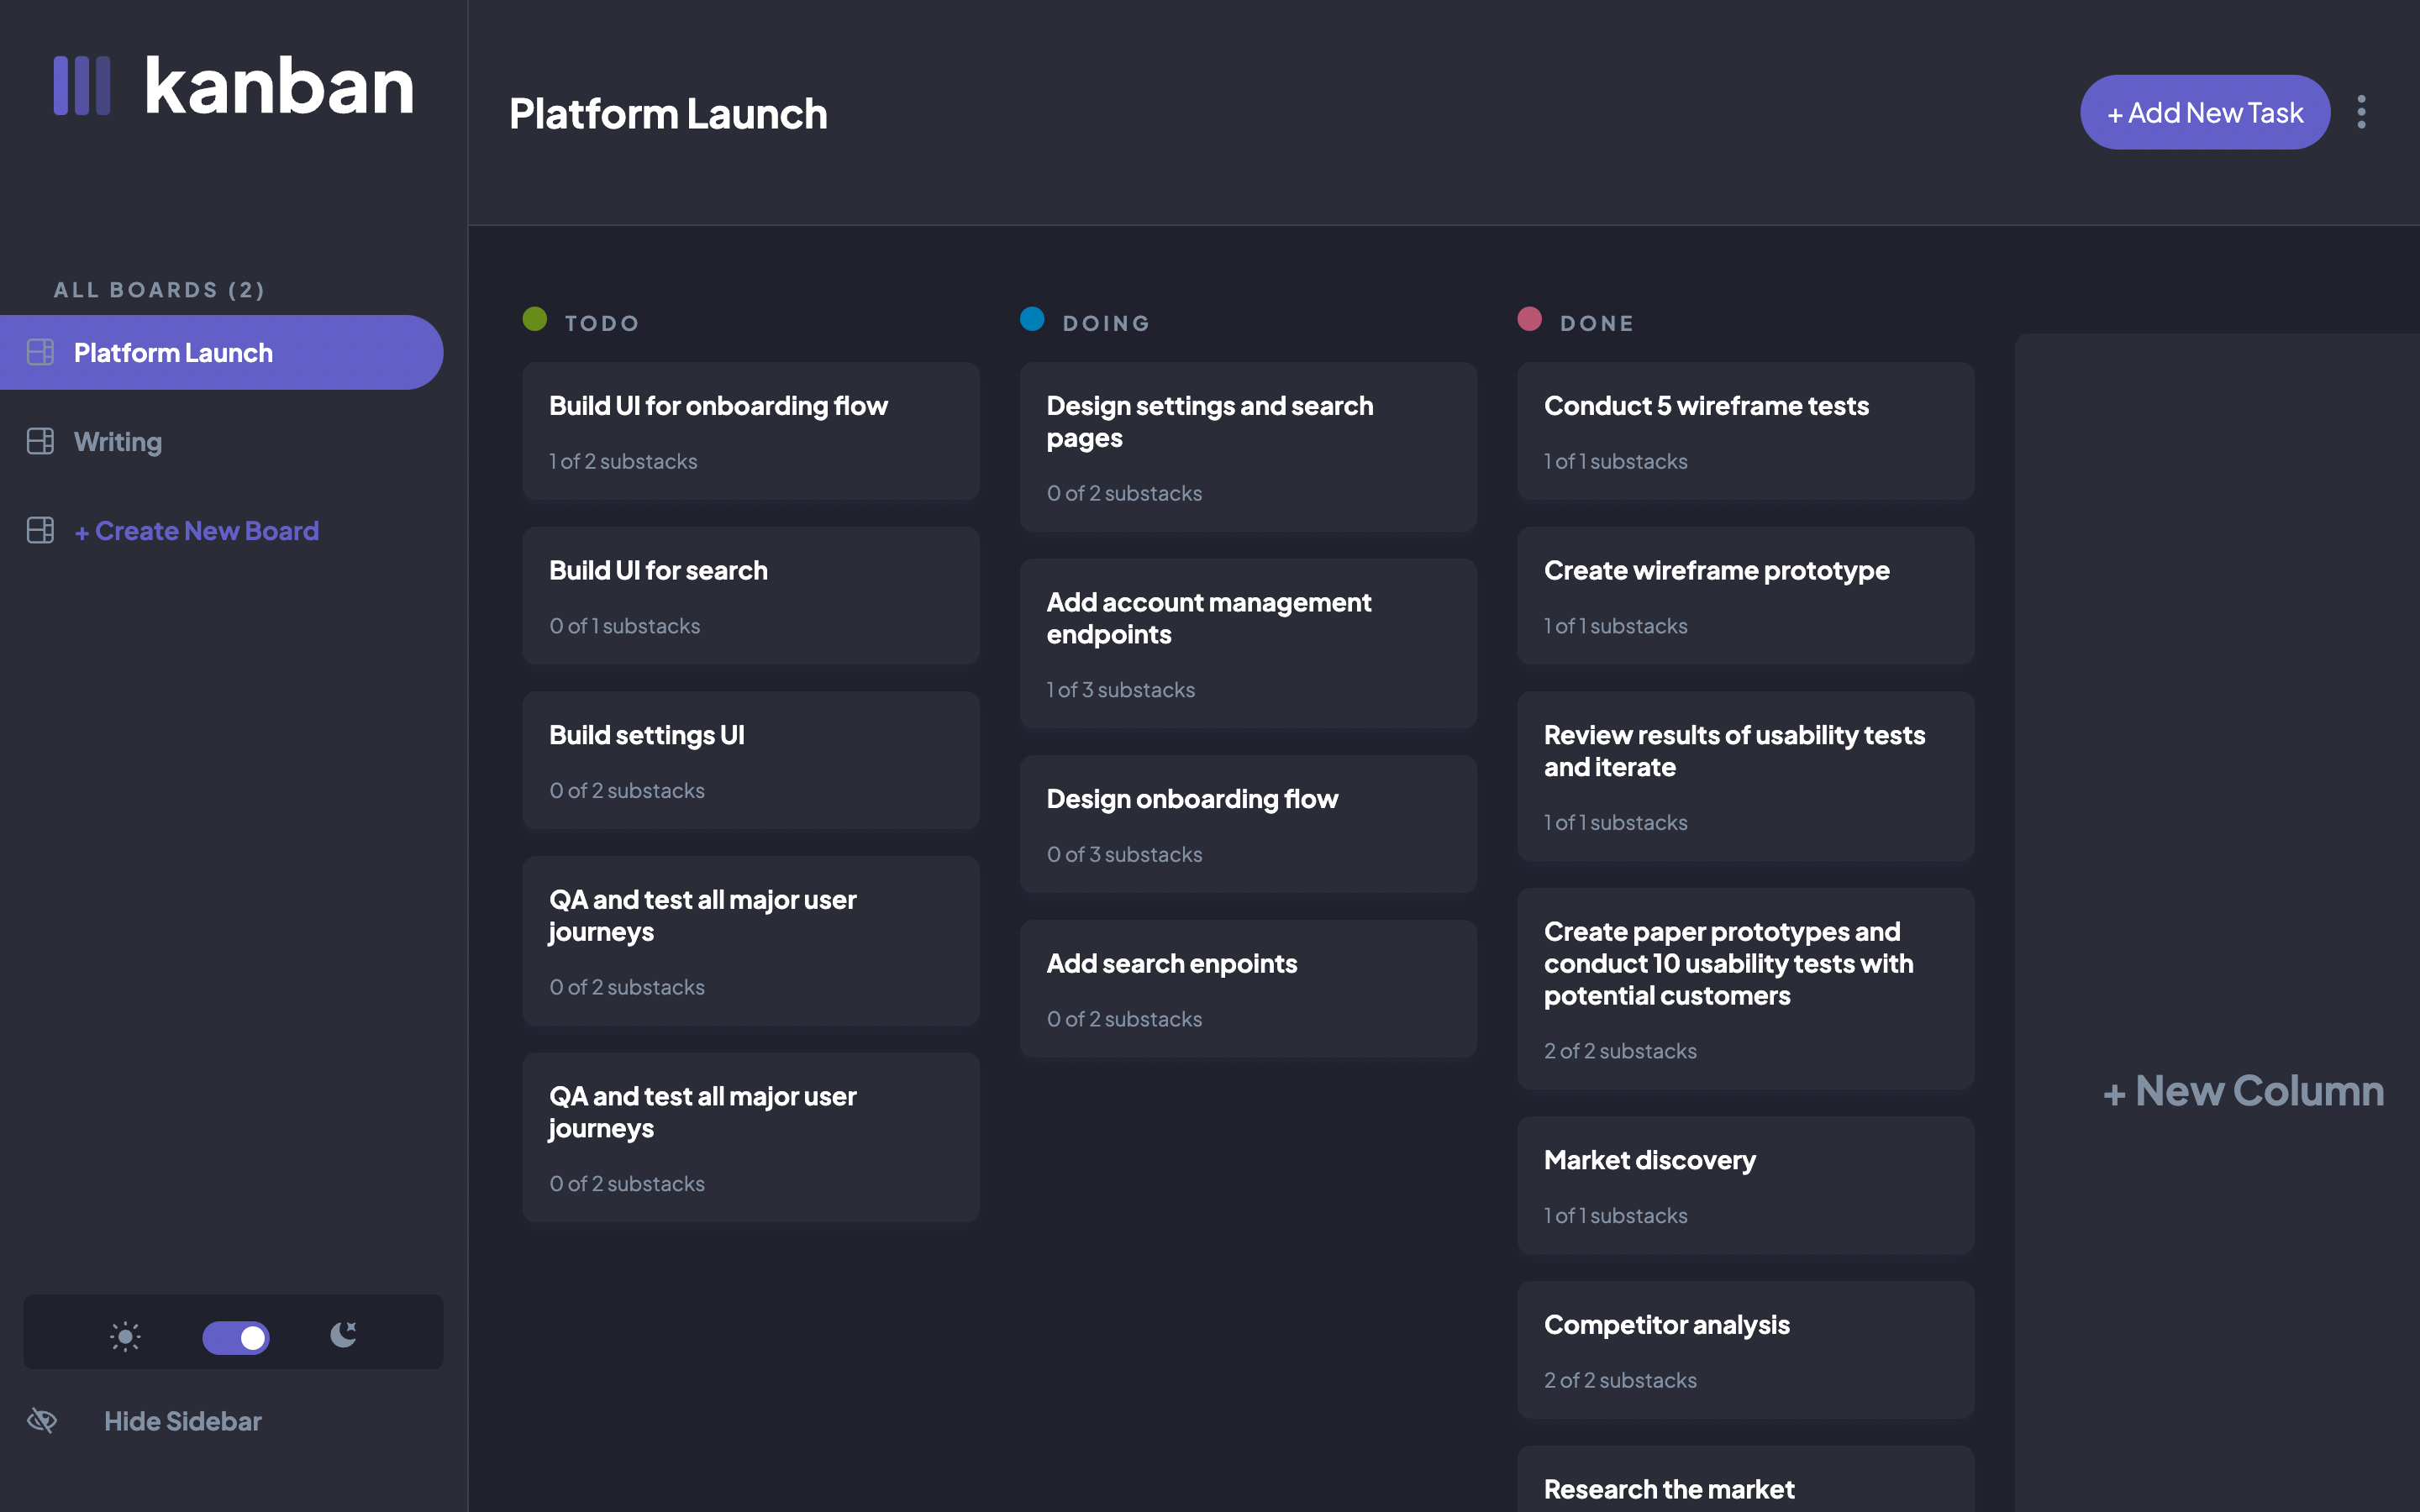 kanban
Platform Launch
+ Add New Task
ALL BOARDS (2)
Platform Launch
Writing
+ Create New Board
Hide Sidebar
TODO
Build UI for onboarding flow
1 of 2 substacks
Build UI for search
0 of 1 substacks
Build settings UI
0 of 2 substacks
QA and test all major user
journeys
0 of 2 substacks
QA and test all major user
journeys
0 of 2 substacks
DOING
Design settings and search
pages
0 of 2 substacks
Add account management
endpoints
1 of 3 substacks
Design onboarding flow
0 of 3 substacks
Add search enpoints
0 of 2 substacks
DONE
Conduct 5 wireframe tests
1 of 1 substacks
Create wireframe prototype
1 of 1 substacks
Review results of usability tests
and iterate
1 of 1 substacks
Create paper prototypes and
conduct 10 usability tests with
potential customers
2 of 2 substacks
Market discovery
1 of 1 substacks
Competitor analysis
2 of 2 substacks
Research the market
+ New Column